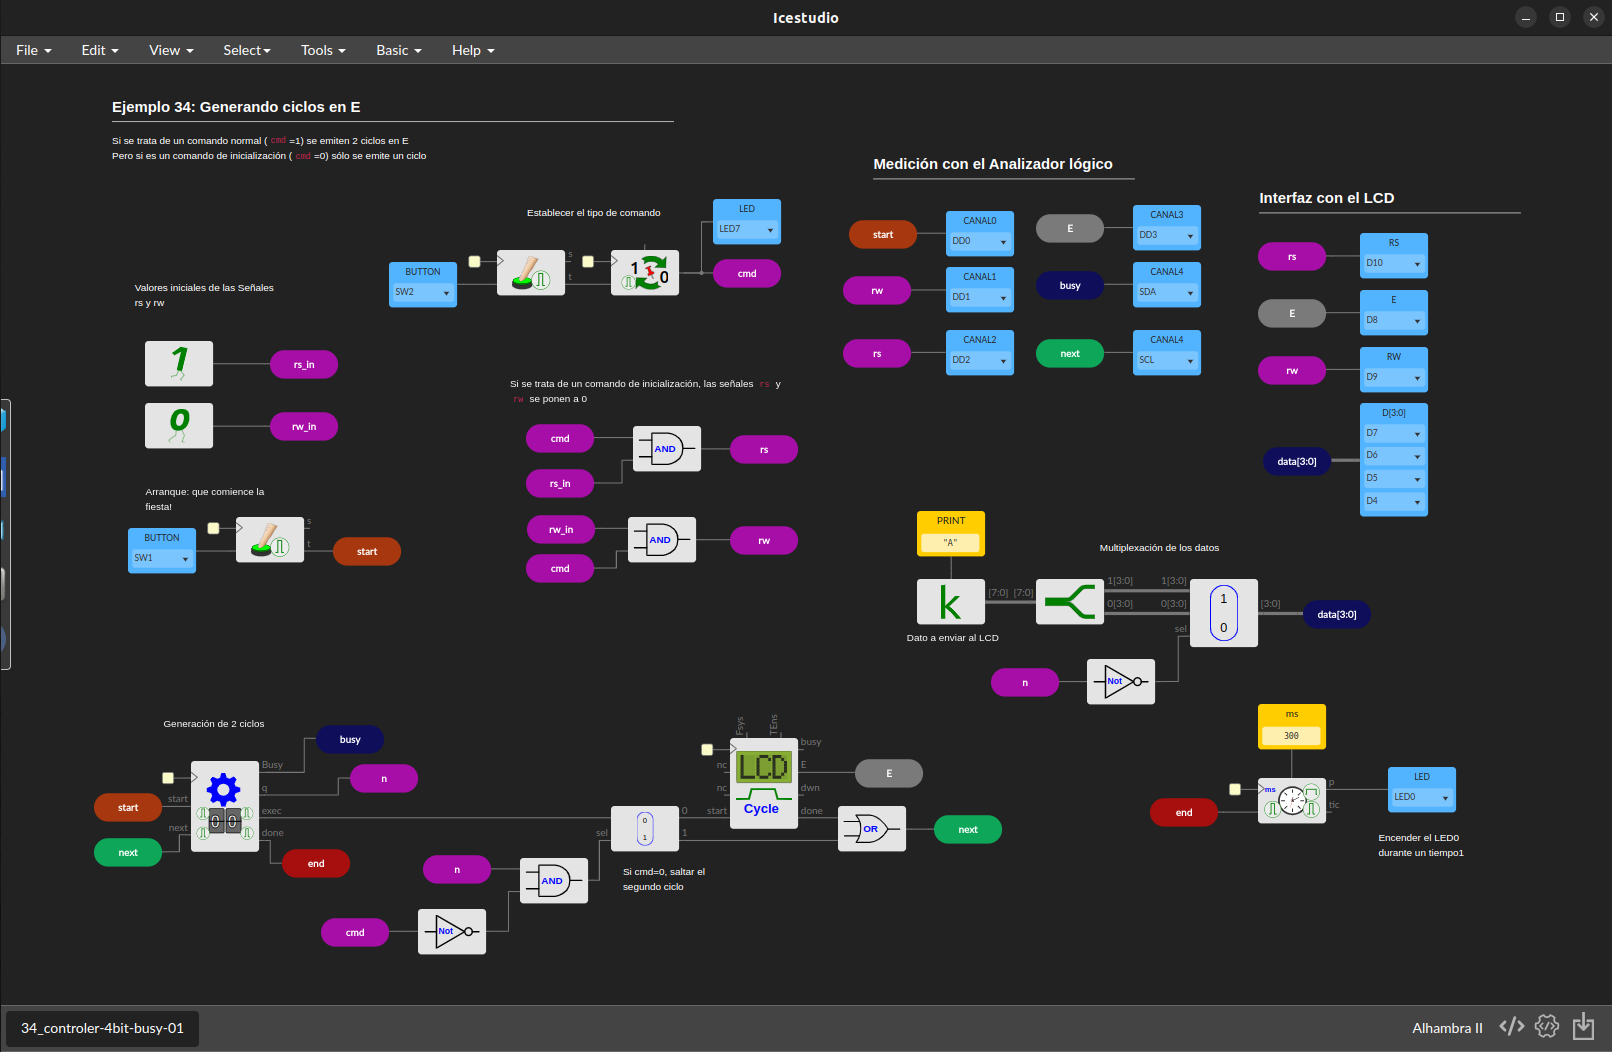 Icestudio
File
Edit
View
Select
Tools
Basic
Help
Ejemplo 34: Generando ciclos en E
Si se trata de un comando normal ( cmd =1) se emiten 2 ciclos en E
Pero si es un comando de inicialización ( cmd =0) sólo se emite un ciclo
Establecer el tipo de comando
BUTTON
SW2
s
t
1
0
LED
LED7
cmd
Valores iniciales de las Señales
rs y rw
1
rs_in
0
rw_in
Arranque: que comience la
fiesta!
BUTTON
SW1
s
t
start
Si se trata de un comando de inicialización, las señales rs y
rw se ponen a 0
cmd
rs_in
AND
rs
rw_in
cmd
AND
rw
Medición con el Analizador lógico
start
CANAL0
DD0
E
CANAL3
DD3
rw
CANAL1
DD1
busy
CANAL4
SDA
rs
CANAL2
DD2
next
CANAL4
SCL
Interfaz con el LCD
rs
RS
D10
E
E
D8
rw
RW
D9
data[3:0]
D[3:0]
D7
D6
D5
D4
PRINT
"A"
k
[7:0]
[7:0]
Dato a enviar al LCD
Multiplexación de los datos
1[3:0]
0[3:0]
1[3:0]
0[3:0]
sel
1
0
[3:0]
data[3:0]
n
Not
Generación de 2 ciclos
start
next
start
next
0 0
Busy
q
exec
done
busy
n
end
n
cmd
Not
AND
sel
0
1
0
1
Si cmd=0, saltar el
segundo ciclo
Fsys
TEns
nc
nc
start
LCD
Cycle
busy
E
dwn
done
E
OR
next
ms
300
end
ms
p
tic
LED
LED0
Encender el LED0
durante un tiempo1
34_controler-4bit-busy-01
Alhambra II